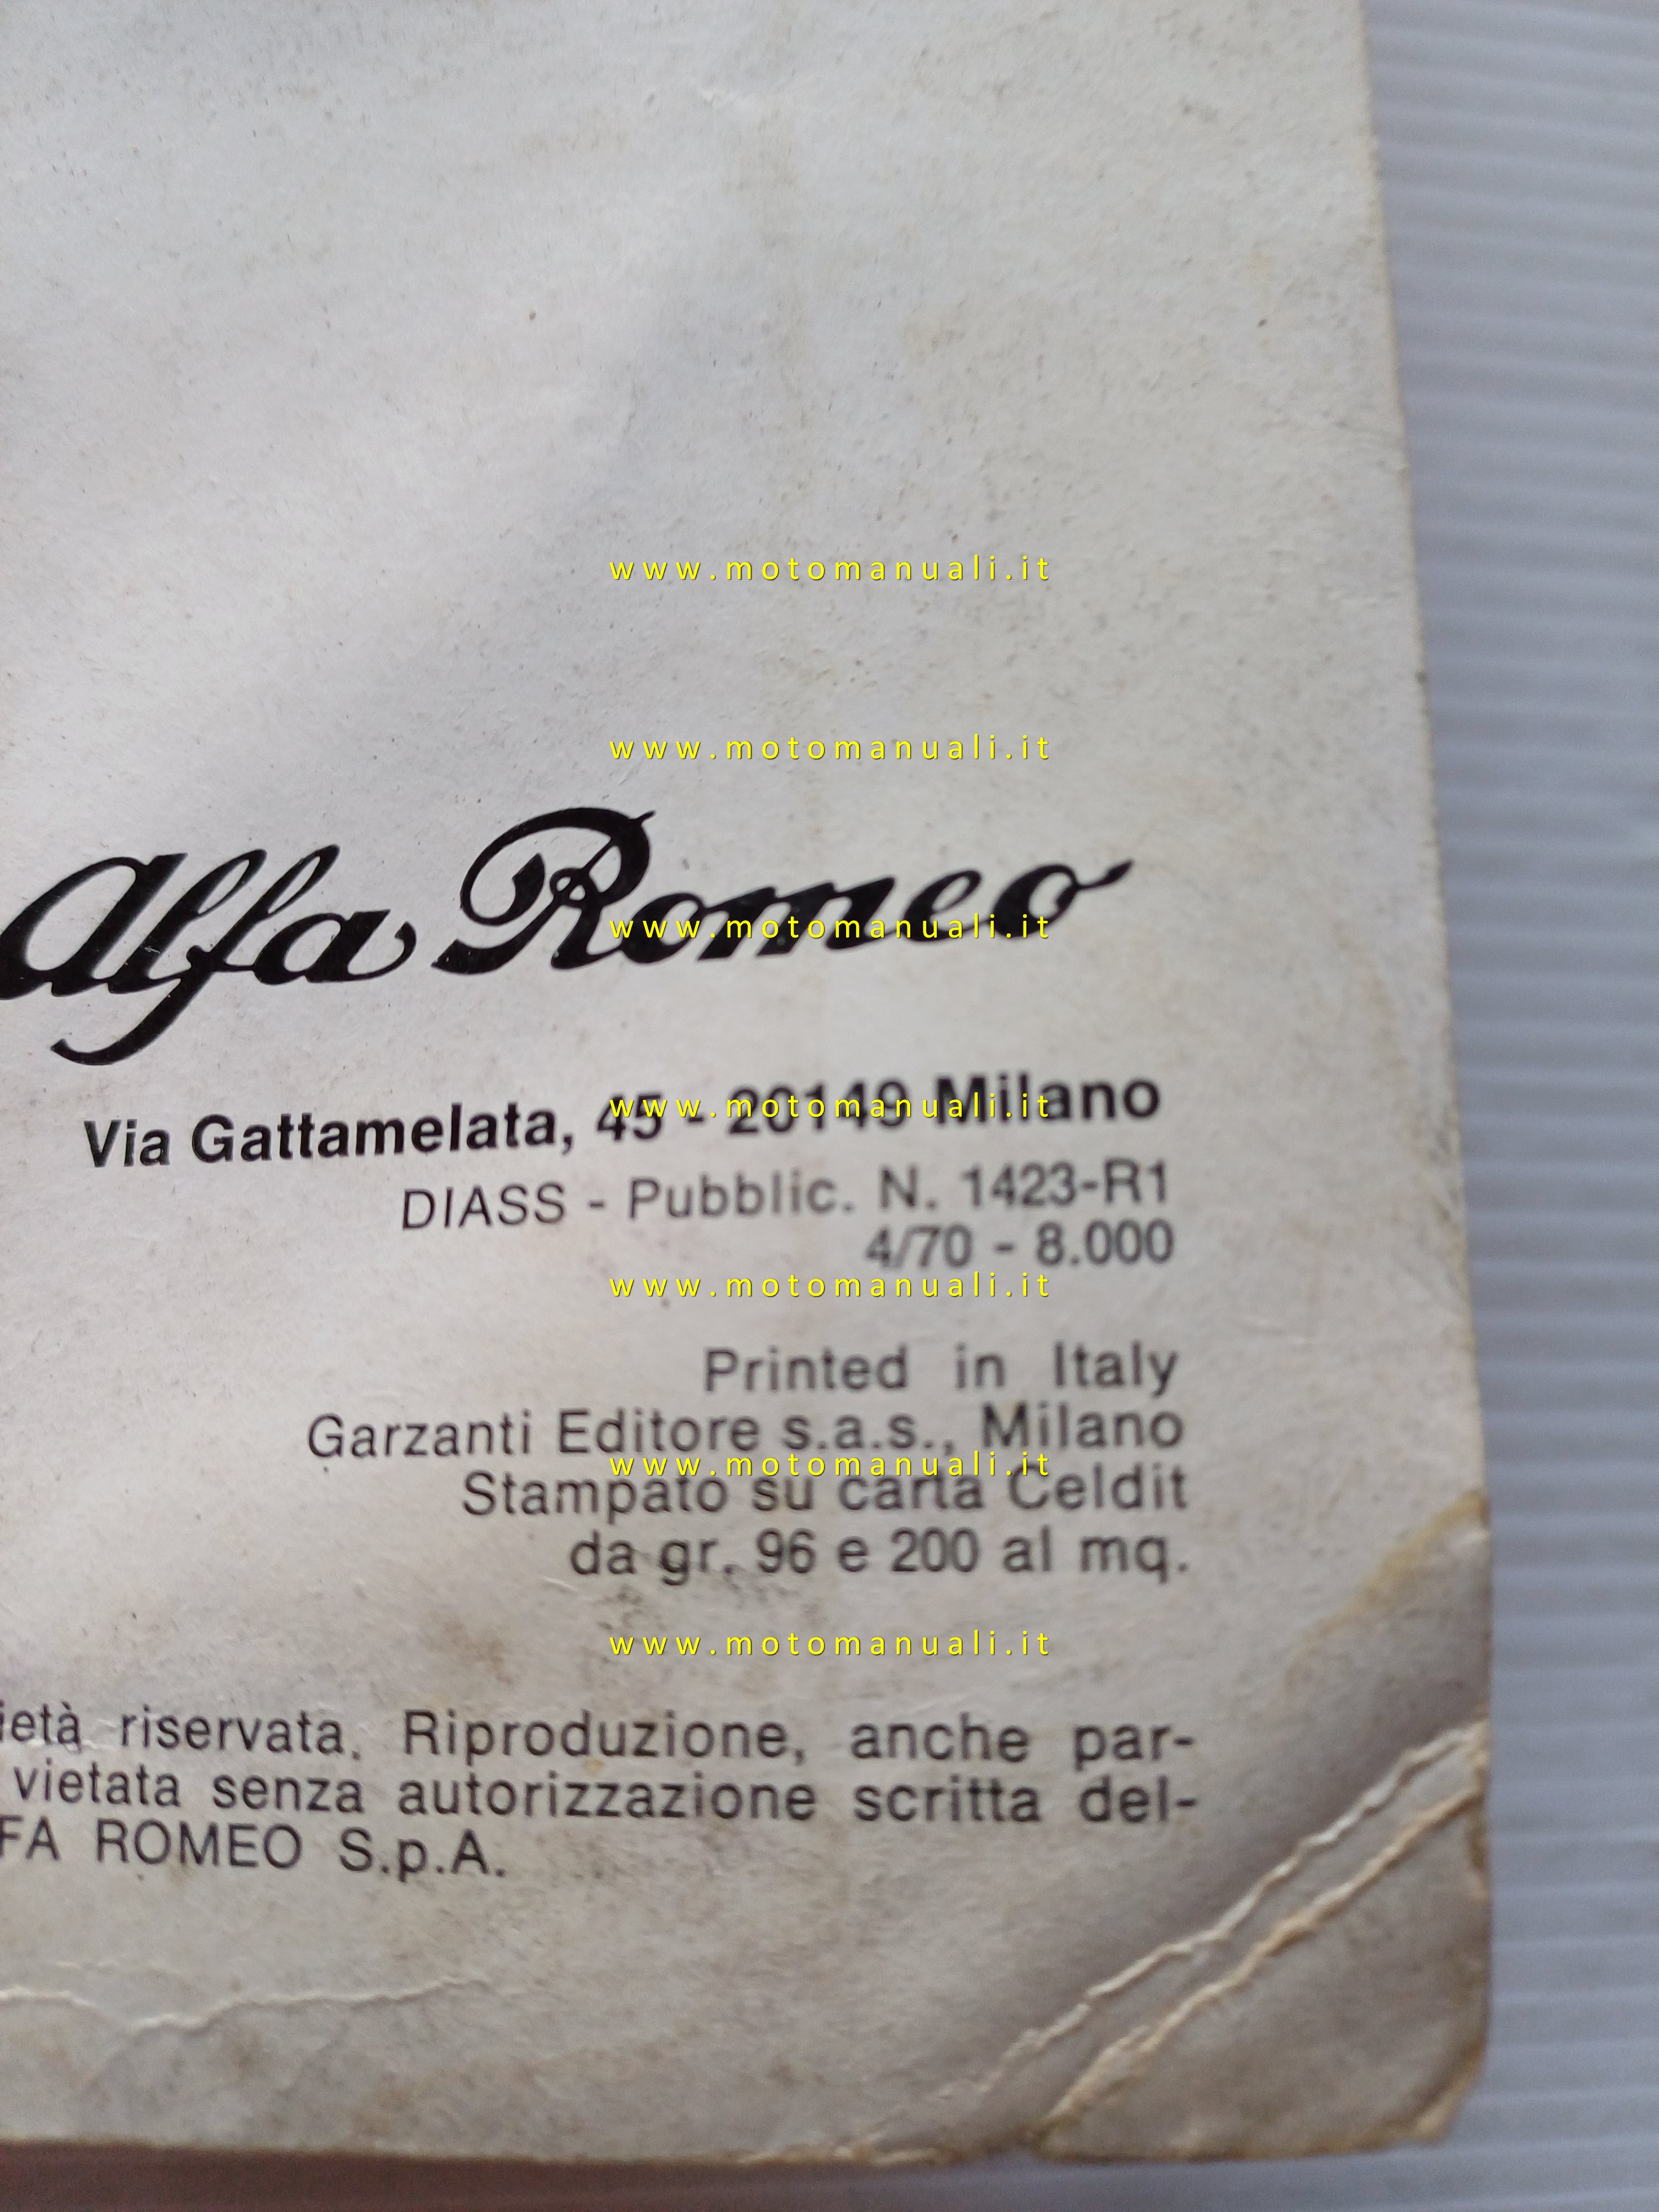 www.motomanuali.it
www.motomanuali.it
Alfa Romeo
www.motomanuali.it
Via Gattamelata, 45 - 20149 Milano
www.motomanuali.it
DIASS - Pubblic. N. 1423-R1
4/70 - 8.000
www.motomanuali.it
Printed in Italy
Garzanti Editore s.a.s., Milano
www.motomanuali.it
Stampato su carta Celdit
da gr. 96 e 200 al mq.
www.motomanuali.it
ietà riservata. Riproduzione, anche par-
vietata senza autorizzazione scritta del-
FA ROMEO S.p.A.